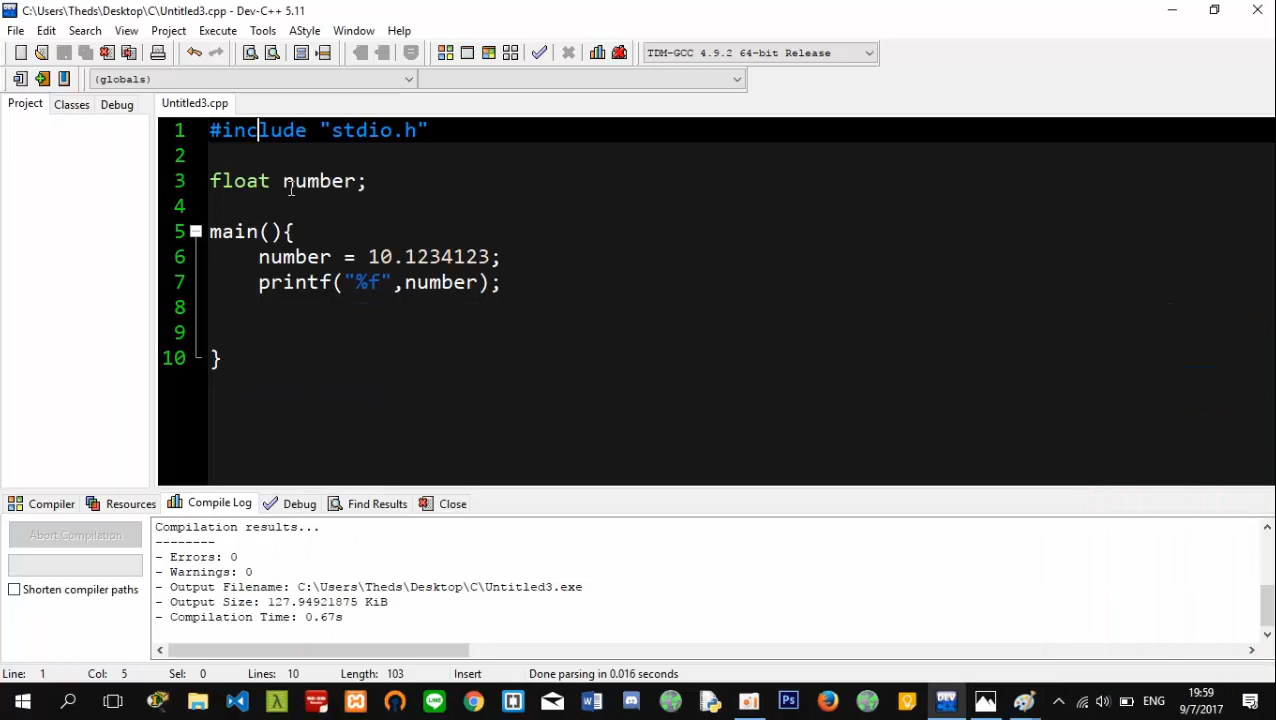 C:\Users\Theds\Desktop\C\Untitled3.cpp - Dev-C++ 5.11
File Edit Search View Project Execute Tools AStyle Window Help
TDM-GCC 4.9.2 64-bit Release
(globals)
Project Classes Debug
Untitled3.cpp
1 #include "stdio.h"
2
3 float number;
4
5 main(){
6 number = 10.1234123;
7 printf("%f",number);
8
9
10 }
Compiler Resources Compile Log Debug Find Results Close
Abort Compilation
Shorten compiler paths
Compilation results...
--------
- Errors: 0
- Warnings: 0
- Output Filename: C:\Users\Theds\Desktop\C\Untitled3.exe
- Output Size: 127.94921875 KiB
- Compilation Time: 0.67s
Line: 1 Col: 5 Sel: 0 Lines: 10 Length: 103 Insert Done parsing in 0.016 seconds
LINE
Ps
DEV
ENG
19:59
9/7/2017